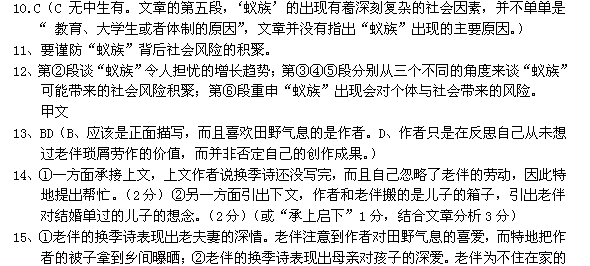 10.C（C 无中生有。文章的第五段，‘蚁族’的出现有着深刻复杂的社会因素，并不单单是
“ 教育、大学生或者体制的原因”，文章并没有指出“蚁族”出现的主要原因。）
11、要谨防“蚁族”背后社会风险的积聚。
12、第②段谈“蚁族”令人担忧的增长趋势；第③④⑤段分别从三个不同的角度来谈“蚁族”
可能带来的社会风险积聚；第⑥段重申“蚁族”出现会对个体与社会带来的风险。
甲文
13、BD（B、应该是正面描写，而且喜欢田野气息的是作者。D、作者只是在反思自己从未想
过老伴琐屑劳作的价值，而并非否定自己的创作成果。）
14、①一方面承接上文，上文作者说换季诗还没写完，而且自己忽略了老伴的劳动，因此特
地提出帮忙。（2分）②另一方面引出下文，作者和老伴搬的是儿子的箱子，引出老伴
对结婚单过的儿子的想念。（2分）（或“承上启下”1分，结合文章分析3分）
15、①老伴的换季诗表现出老夫妻的深情。老伴注意到作者对田野气息的喜爱，而特地把作
者的被子拿到乡间曝晒；②老伴的换季诗表现出母亲对孩子的深爱。老伴为不住在家的